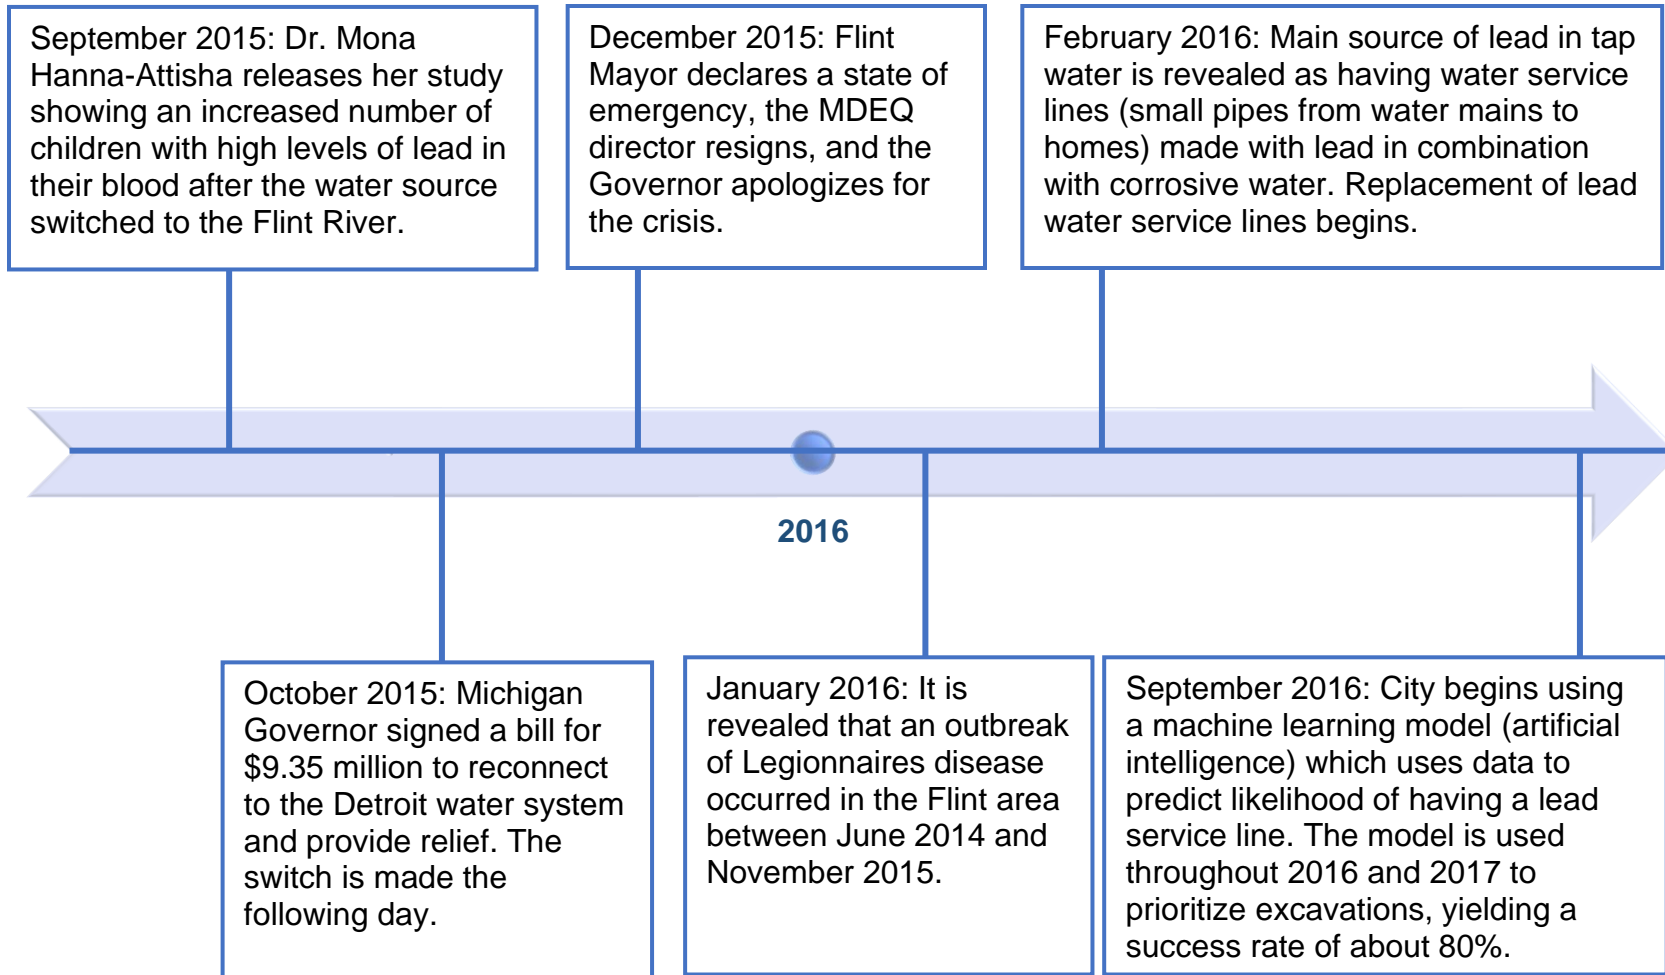 September 2015: Dr. Mona
Hanna-Attisha releases her study
showing an increased number of
children with high levels of lead in
their blood after the water source
switched to the Flint River.
December 2015: Flint
Mayor declares a state of
emergency, the MDEQ
director resigns, and the
Governor apologizes for
the crisis.
February 2016: Main source of lead in tap
water is revealed as having water service
lines (small pipes from water mains to
homes) made with lead in combination
with corrosive water. Replacement of lead
water service lines begins.
2016
October 2015: Michigan
Governor signed a bill for
$9.35 million to reconnect
to the Detroit water system
and provide relief. The
switch is made the
following day.
January 2016: It is
revealed that an outbreak
of Legionnaires disease
occurred in the Flint area
between June 2014 and
November 2015.
September 2016: City begins using
a machine learning model (artificial
intelligence) which uses data to
predict likelihood of having a lead
service line. The model is used
throughout 2016 and 2017 to
prioritize excavations, yielding a
success rate of about 80%.